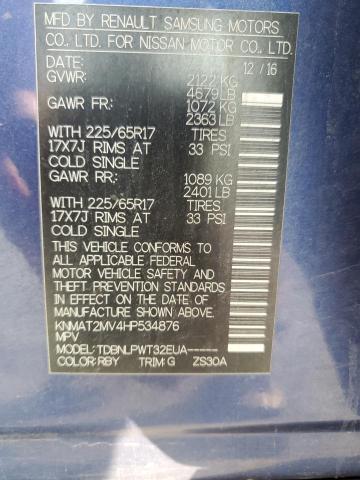 MFD BY RENAULT SAMSUNG MOTORS
CO., LTD. FOR NISSAN MOTOR CO., LTD.
DATE: 12 / 16
GVWR: 2122 KG
4679 LB
GAWR FR: 1072 KG
2363 LB
WITH 225/65R17 TIRES
17X7J RIMS AT 33 PSI
COLD SINGLE
GAWR RR: 1089 KG
2401 LB
WITH 225/65R17 TIRES
17X7J RIMS AT 33 PSI
COLD SINGLE
THIS VEHICLE CONFORMS TO
ALL APPLICABLE FEDERAL
MOTOR VEHICLE SAFETY AND
THEFT PREVENTION STANDARDS
IN EFFECT ON THE DATE OF
MANUFACTURE SHOWN ABOVE.
KNMAT2MV4HP534876
MPV
MODEL:TDBNLPWT32EUA------
COLOR:RBY TRIM:G ZS30A